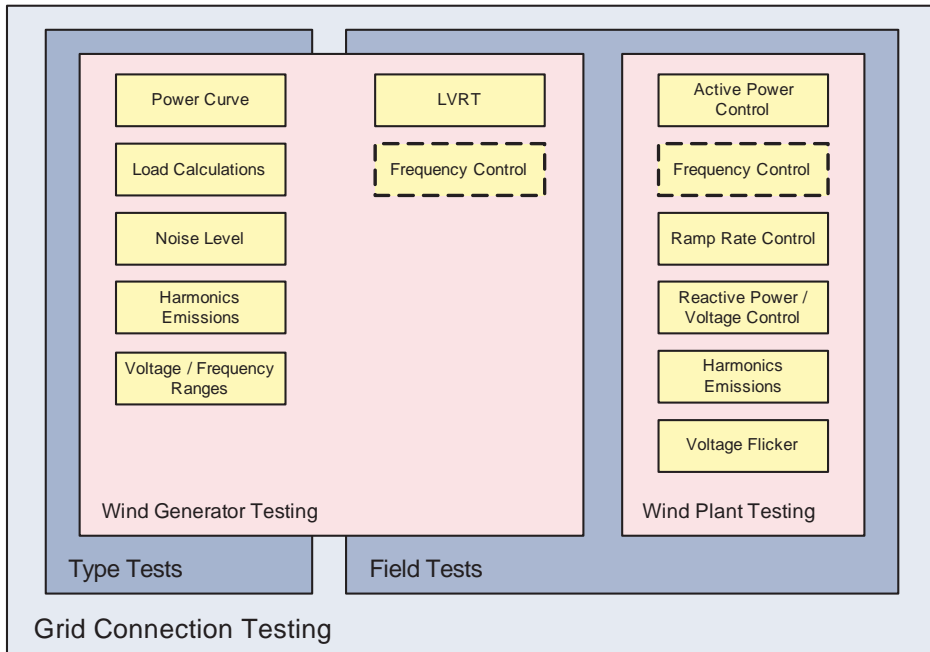 Power Curve
Load Calculations
Noise Level
Harmonics
Emissions
Voltage / Frequency
Ranges
LVRT
Frequency Control
Wind Generator Testing
Active Power
Control
Frequency Control
Ramp Rate Control
Reactive Power /
Voltage Control
Harmonics
Emissions
Voltage Flicker
Wind Plant Testing
Type Tests
Field Tests
Grid Connection Testing